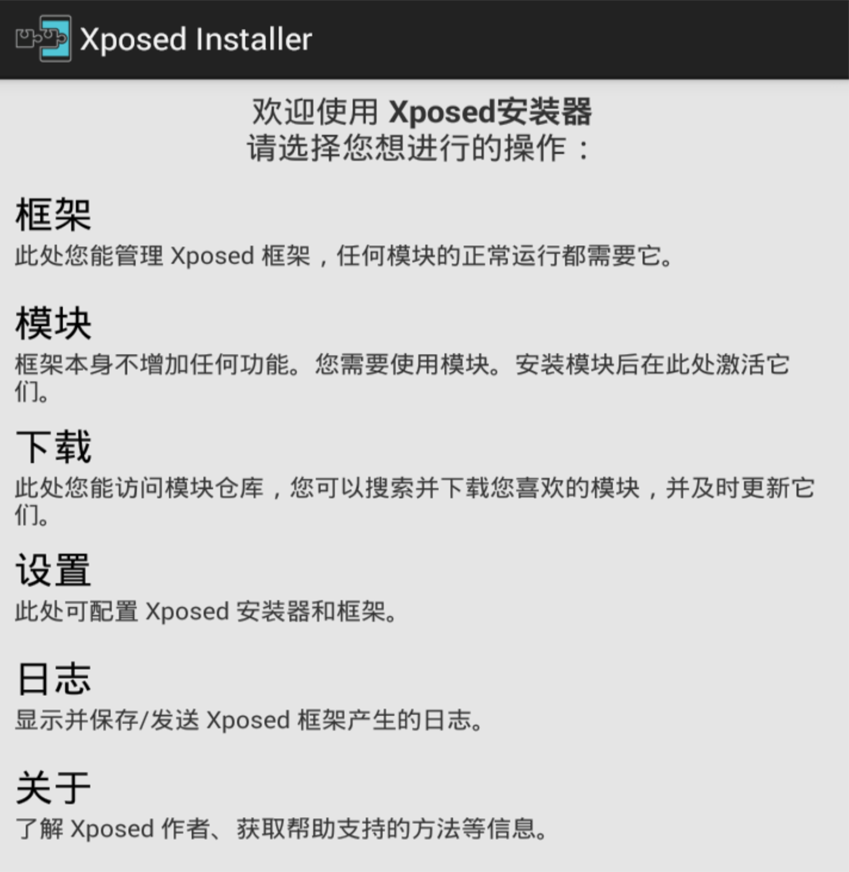 Xposed Installer
欢迎使用 Xposed安装器
请选择您想进行的操作：
框架
此处您能管理 Xposed 框架，任何模块的正常运行都需要它。
模块
框架本身不增加任何功能。您需要使用模块。安装模块后在此处激活它
们。
下载
此处您能访问模块仓库，您可以搜索并下载您喜欢的模块，并及时更新它
们。
设置
此处可配置 Xposed 安装器和框架。
日志
显示并保存/发送 Xposed 框架产生的日志。
关于
了解 Xposed 作者、获取帮助支持的方法等信息。